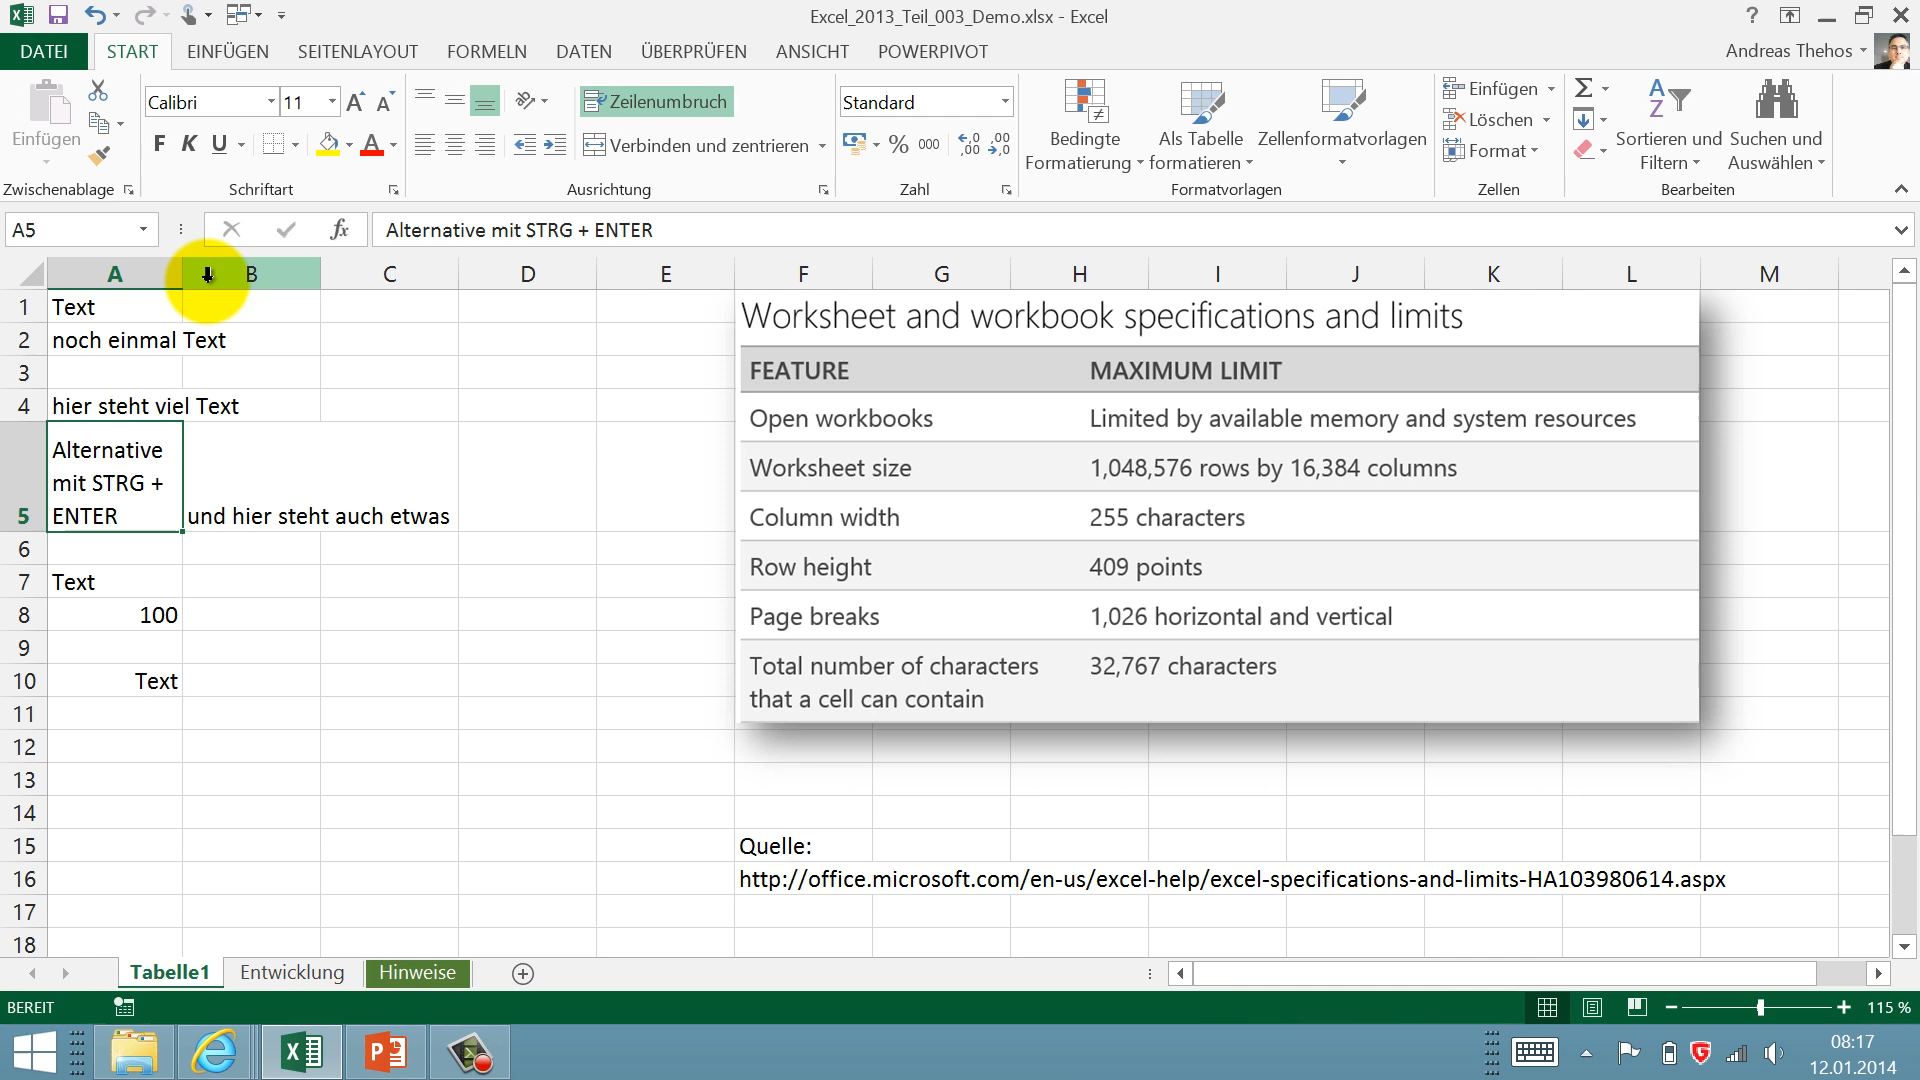 Excel_2013_Teil_003_Demo.xlsx - Excel
DATEI START EINFÜGEN SEITENLAYOUT FORMELN DATEN ÜBERPRÜFEN ANSICHT POWERPIVOT Andreas Thehos
Einfügen
Zwischenablage
Calibri 11
F K U A
Schriftart
Zeilenumbruch
Verbinden und zentrieren
Ausrichtung
Standard
% 000 ,00 ,00
Zahl
Bedingte Formatierung
Als Tabelle formatieren
Zellenformatvorlagen
Formatvorlagen
Einfügen
Löschen
Format
Zellen
Sortieren und Filtern
Suchen und Auswählen
Bearbeiten
A5 fx Alternative mit STRG + ENTER
A B C D E F G H I J K L M
1 Text
2 noch einmal Text
3
4 hier steht viel Text
Alternative
mit STRG +
5 ENTER und hier steht auch etwas
6
7 Text
8 100
9
10 Text
11
12
13
14
15
16
17
18
Worksheet and workbook specifications and limits
FEATURE MAXIMUM LIMIT
Open workbooks Limited by available memory and system resources
Worksheet size 1,048,576 rows by 16,384 columns
Column width 255 characters
Row height 409 points
Page breaks 1,026 horizontal and vertical
Total number of characters 32,767 characters
that a cell can contain
Quelle:
http://office.microsoft.com/en-us/excel-help/excel-specifications-and-limits-HA103980614.aspx
Tabelle1 Entwicklung Hinweise
BEREIT 115 %
08:17
12.01.2014